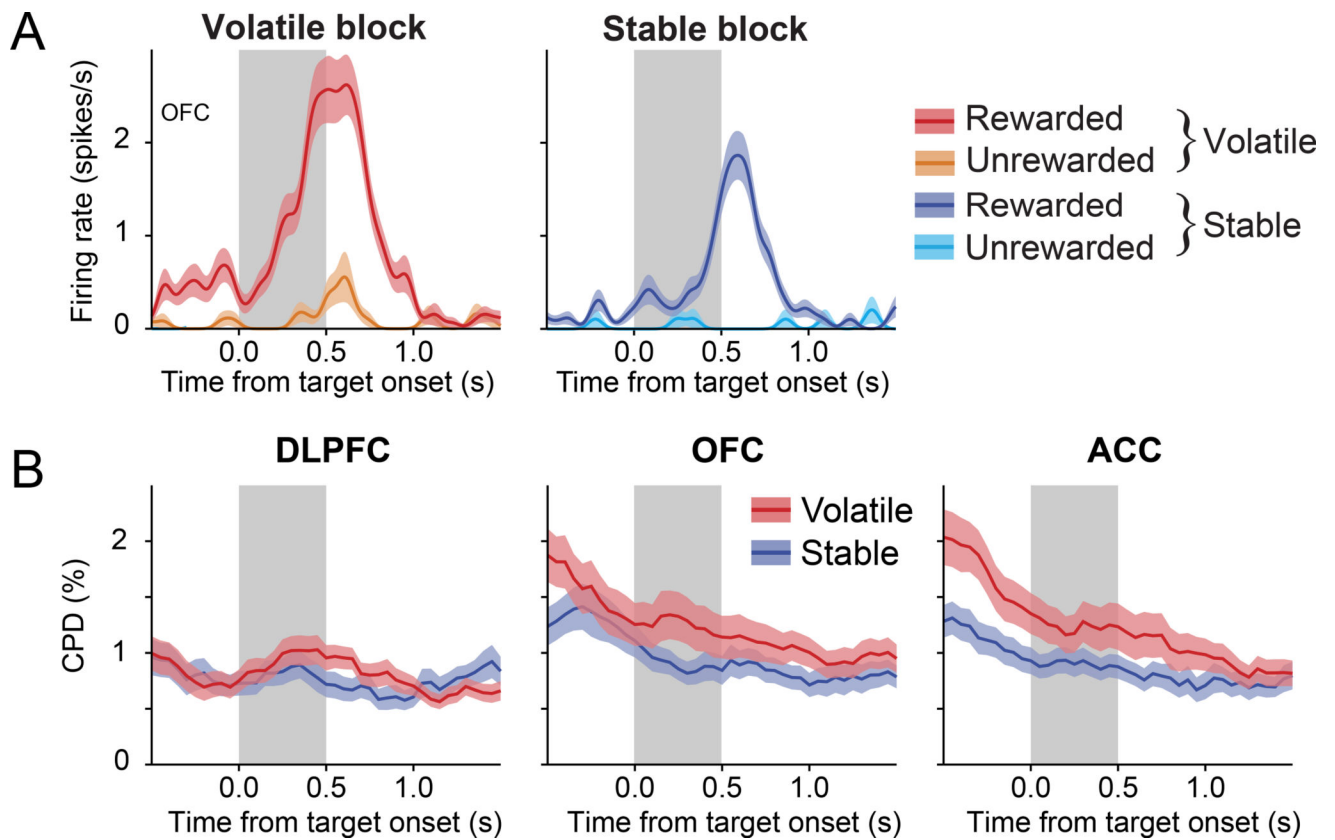 A
Volatile block
Stable block
OFC
Firing rate (spikes/s)
2
1
0
0.0 0.5 1.0
Time from target onset (s)
0.0 0.5 1.0
Time from target onset (s)
Rewarded
Unrewarded
} Volatile
Rewarded
Unrewarded
} Stable
B
DLPFC
OFC
ACC
CPD (%)
2
1
0
Volatile
Stable
0.0 0.5 1.0
Time from target onset (s)
0.0 0.5 1.0
Time from target onset (s)
0.0 0.5 1.0
Time from target onset (s)